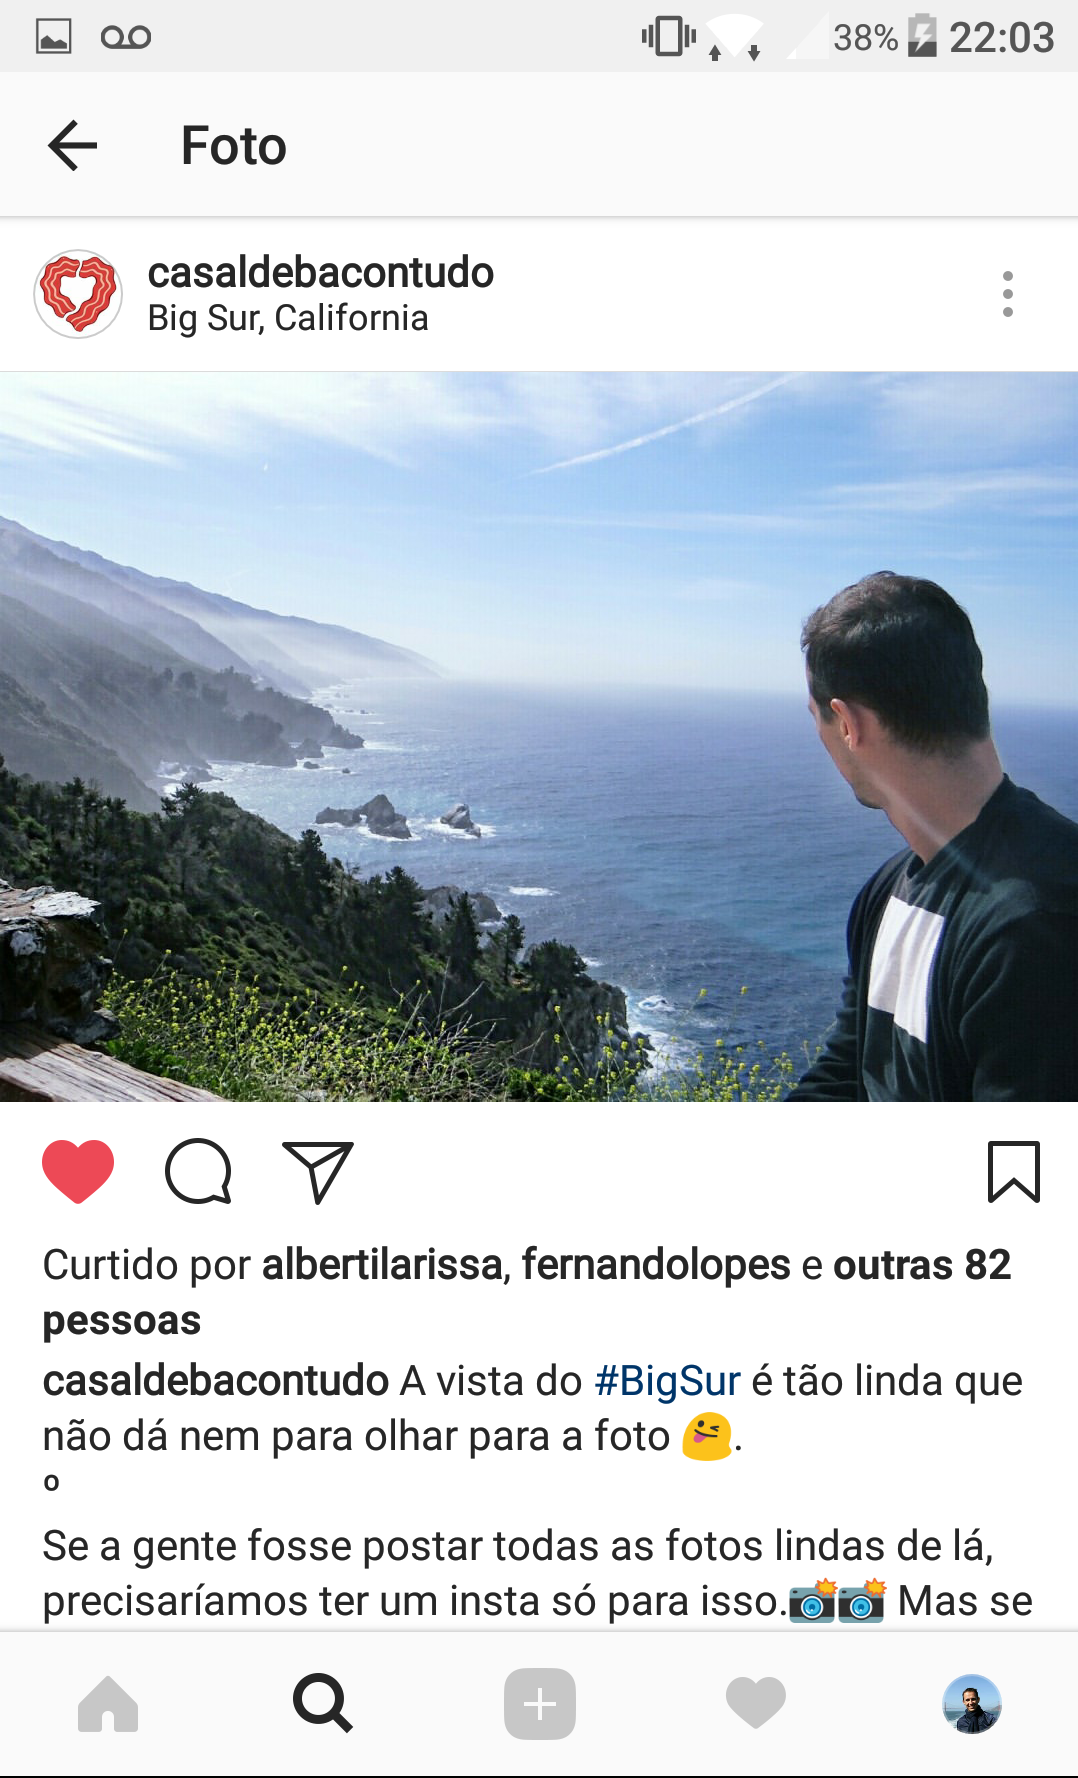 38% 22:03
Foto
casaldebacontudo
Big Sur, California
Curtido por albertilarissa, fernandolopes e outras 82
pessoas
casaldebacontudo A vista do #BigSur é tão linda que
não dá nem para olhar para a foto 😜.
º
Se a gente fosse postar todas as fotos lindas de lá,
precisaríamos ter um insta só para isso.📸📸 Mas se